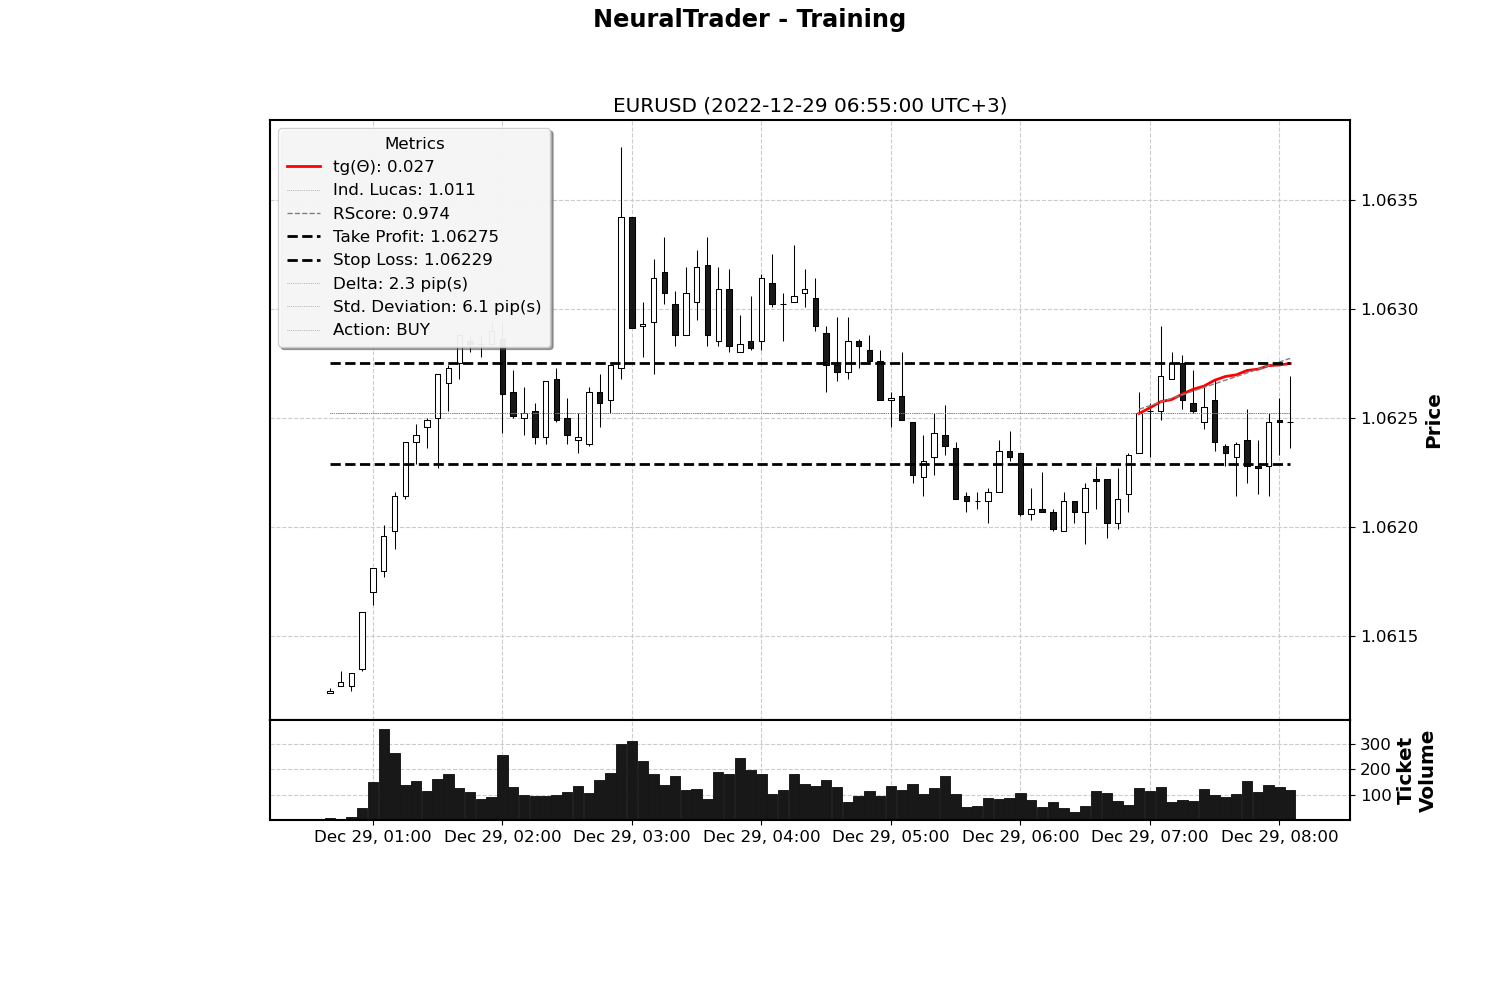 NeuralTrader - Training
EURUSD (2022-12-29 06:55:00 UTC+3)
Metrics
tg(Θ): 0.027
Ind. Lucas: 1.011
RScore: 0.974
Take Profit: 1.06275
Stop Loss: 1.06229
Delta: 2.3 pip(s)
Std. Deviation: 6.1 pip(s)
Action: BUY
1.0635
1.0630
1.0625
1.0620
1.0615
Price
300
200
100
Ticket
Volume
Dec 29, 01:00 Dec 29, 02:00 Dec 29, 03:00 Dec 29, 04:00 Dec 29, 05:00 Dec 29, 06:00 Dec 29, 07:00 Dec 29, 08:00